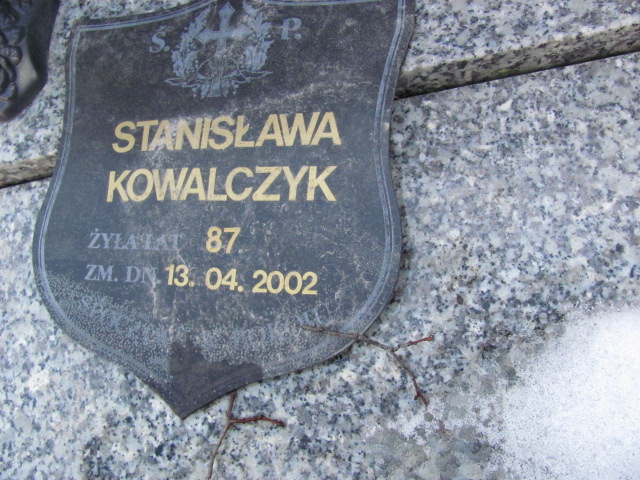 Ś. P.
STANISŁAWA
KOWALCZYK
ŻYŁA LAT 87
ZM. DN. 13. 04. 2002